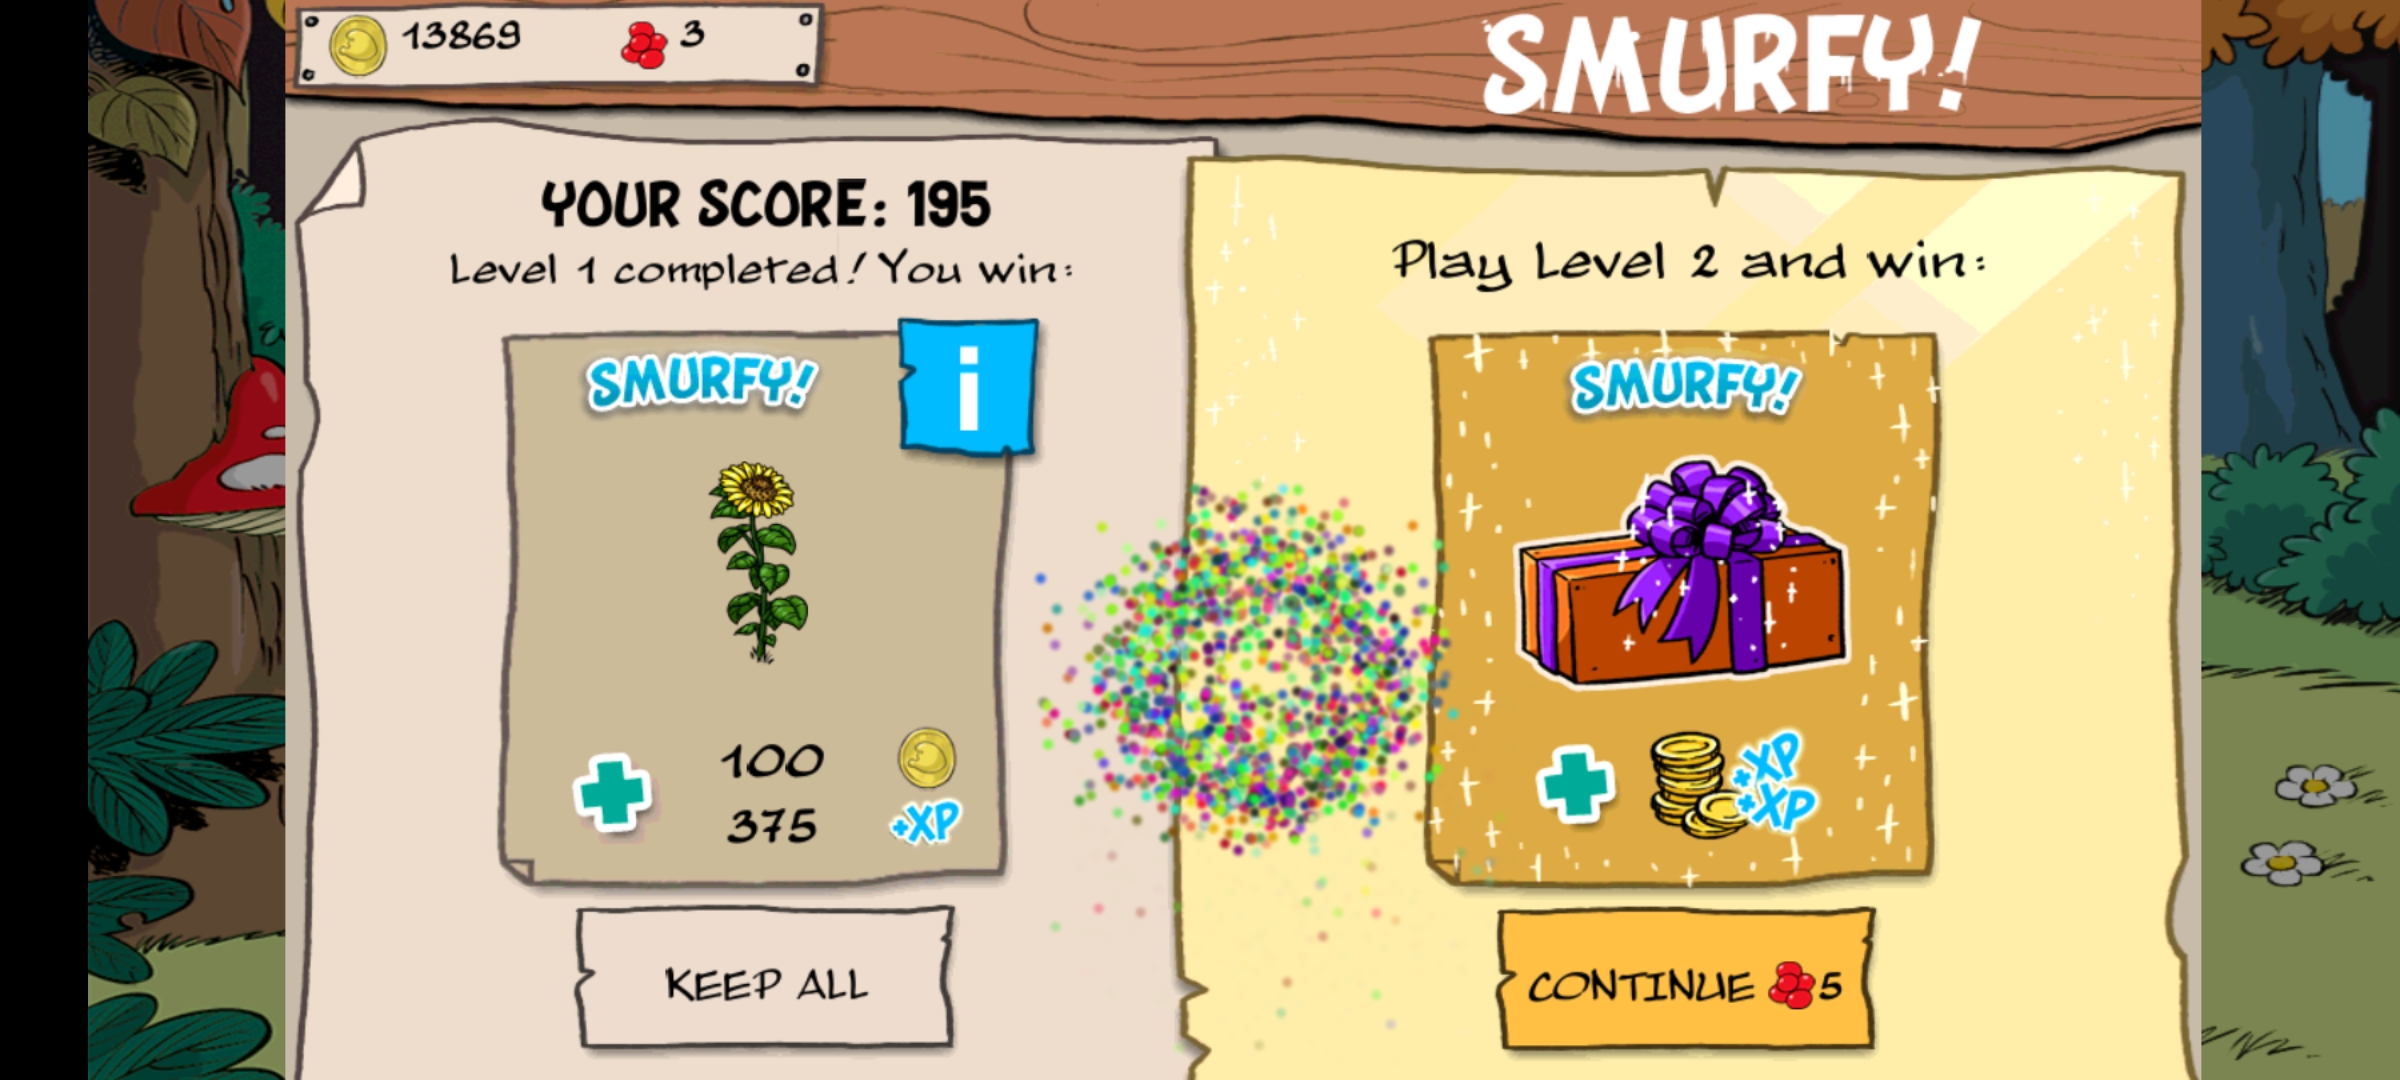 13869 3
SMURFY!
YOUR SCORE: 195
Level 1 completed! You win:
SMURFY!
i
100
375 +XP
KEEP ALL
Play Level 2 and win:
SMURFY!
+XP
+XP
CONTINUE 5